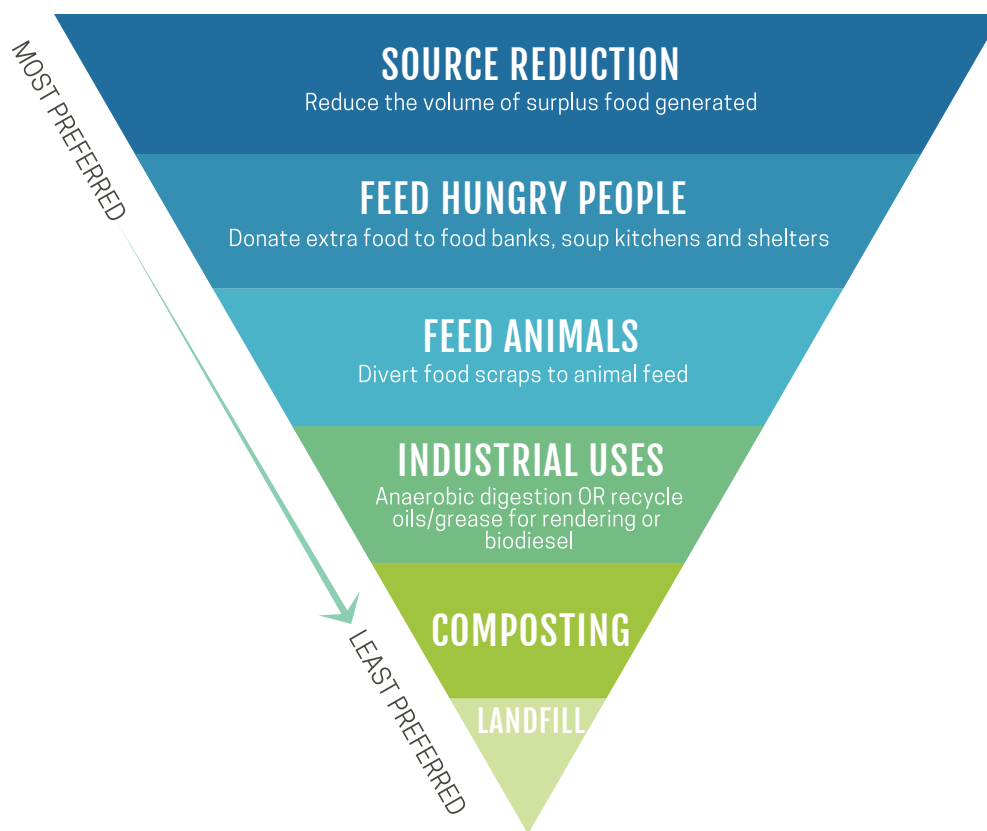 MOST PREFERRED
SOURCE REDUCTION
Reduce the volume of surplus food generated
FEED HUNGRY PEOPLE
Donate extra food to food banks, soup kitchens and shelters
FEED ANIMALS
Divert food scraps to animal feed
INDUSTRIAL USES
Anaerobic digestion OR recycle
oils/grease for rendering or
biodiesel
COMPOSTING
LANDFILL
LEAST PREFERRED